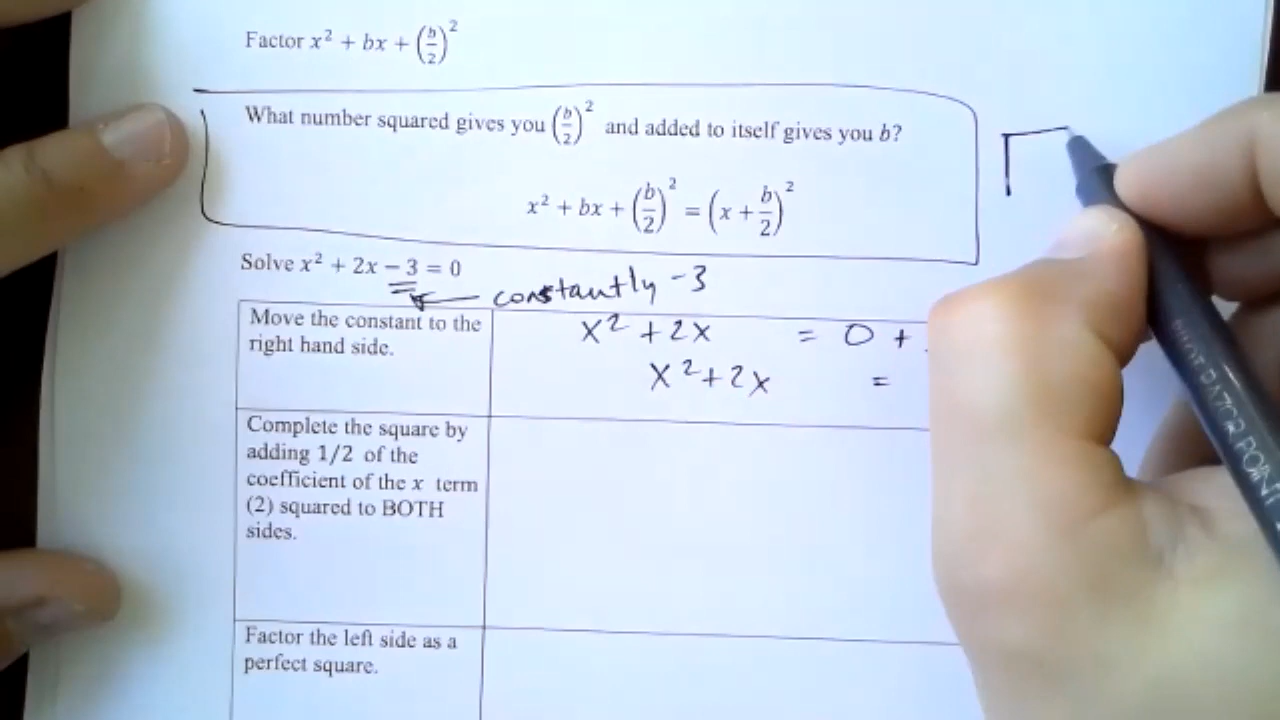 Factor x² + bx + (b/2)²
What number squared gives you (b/2)² and added to itself gives you b?
x² + bx + (b/2)² = (x + b/2)²
Solve x² + 2x − 3 = 0
constantly -3
Move the constant to the
right hand side.
x² + 2x = 0 +
x² + 2x =
Complete the square by
adding 1/2 of the
coefficient of the x term
(2) squared to BOTH
sides.
Factor the left side as a
perfect square.